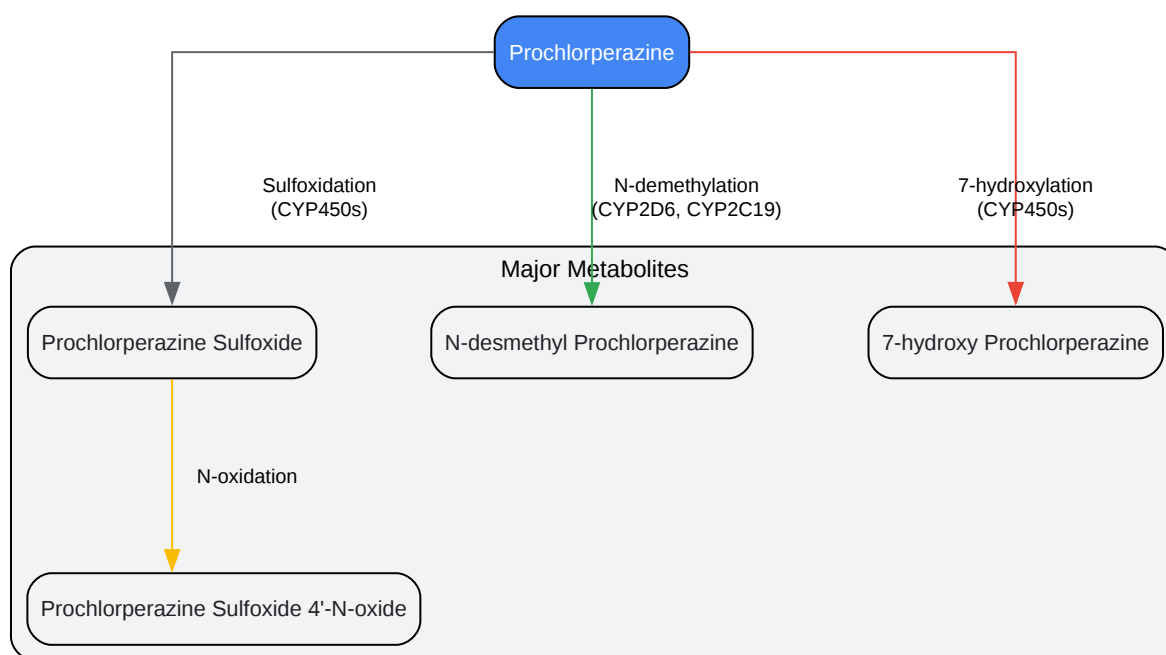 Prochlorperazine
Sulfoxidation
(CYP450s)
N-demethylation
(CYP2D6, CYP2C19)
7-hydroxylation
(CYP450s)
Major Metabolites
Prochlorperazine Sulfoxide
N-desmethyl Prochlorperazine
7-hydroxy Prochlorperazine
N-oxidation
Prochlorperazine Sulfoxide 4'-N-oxide